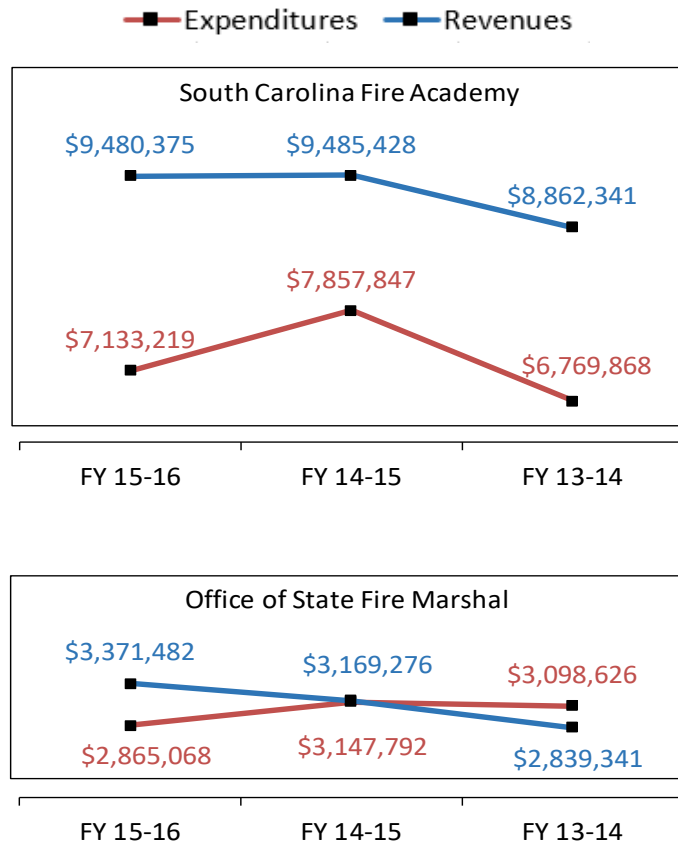 Expenditures Revenues
South Carolina Fire Academy
$9,480,375 $9,485,428
$8,862,341
$7,857,847
$7,133,219
$6,769,868
FY 15-16 FY 14-15 FY 13-14
Office of State Fire Marshal
$3,371,482 $3,169,276 $3,098,626
$2,865,068 $3,147,792 $2,839,341
FY 15-16 FY 14-15 FY 13-14